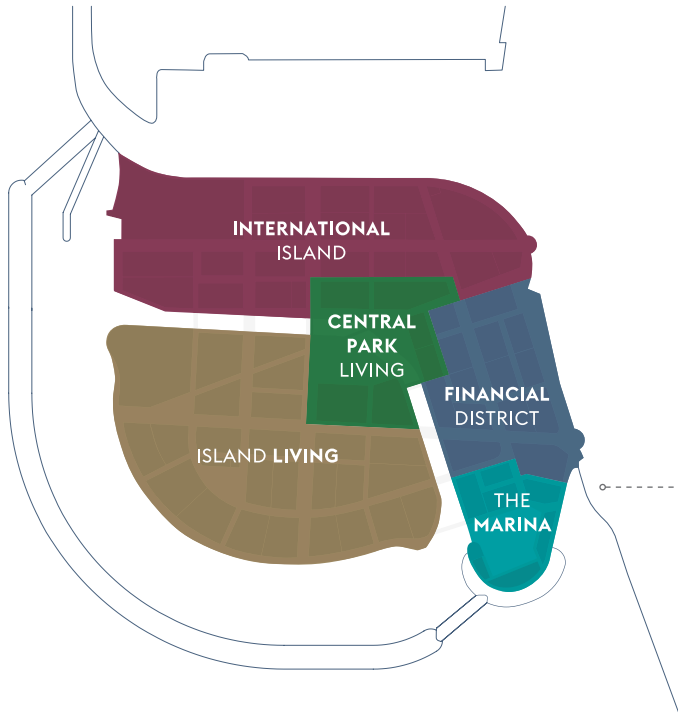 INTERNATIONAL
ISLAND
CENTRAL
PARK
LIVING
FINANCIAL
DISTRICT
ISLAND LIVING
THE
MARINA